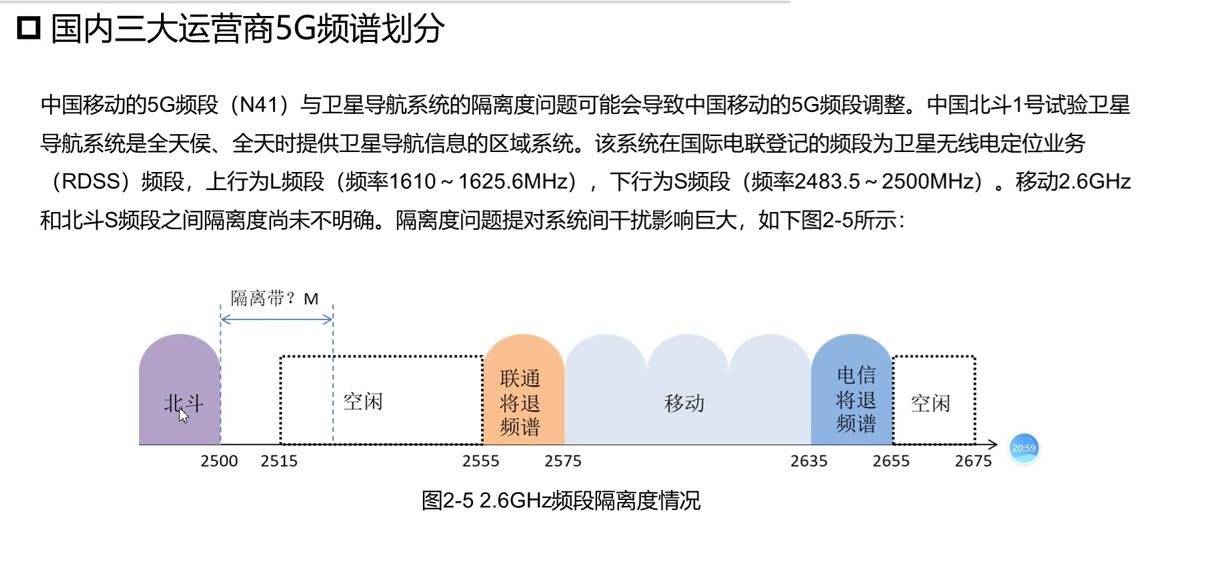 国内三大运营商5G频谱划分
中国移动的5G频段（N41）与卫星导航系统的隔离度问题可能会导致中国移动的5G频段调整。中国北斗1号试验卫星
导航系统是全天侯、全天时提供卫星导航信息的区域系统。该系统在国际电联登记的频段为卫星无线电定位业务
（RDSS）频段，上行为L频段（频率1610～1625.6MHz），下行为S频段（频率2483.5～2500MHz）。移动2.6GHz
和北斗S频段之间隔离度尚未不明确。隔离度问题提对系统间干扰影响巨大，如下图2-5所示：
隔离带？M
北斗
空闲
联通
将退
频谱
移动
电信
将退
频谱
空闲
2500 2515 2555 2575 2635 2655 2675
20:59
图2-5 2.6GHz频段隔离度情况